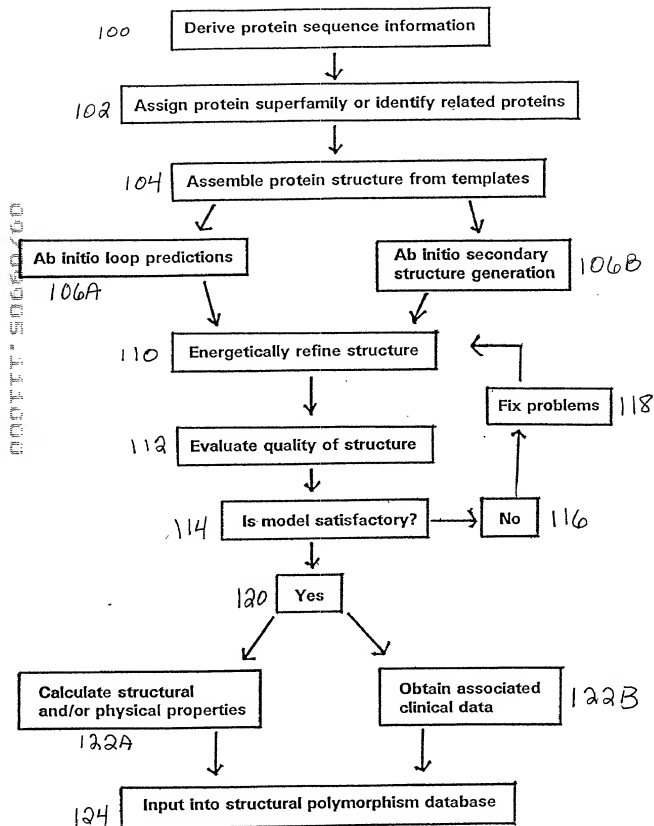 100 Derive protein sequence information
102 Assign protein superfamily or identify related proteins
104 Assemble protein structure from templates
Ab initio loop predictions
106A
Ab initio secondary
structure generation 106B
110 Energetically refine structure
Fix problems 118
112 Evaluate quality of structure
114 Is model satisfactory?
No 116
120 Yes
Calculate structural
and/or physical properties
122A
Obtain associated
clinical data 122B
124 Input into structural polymorphism database